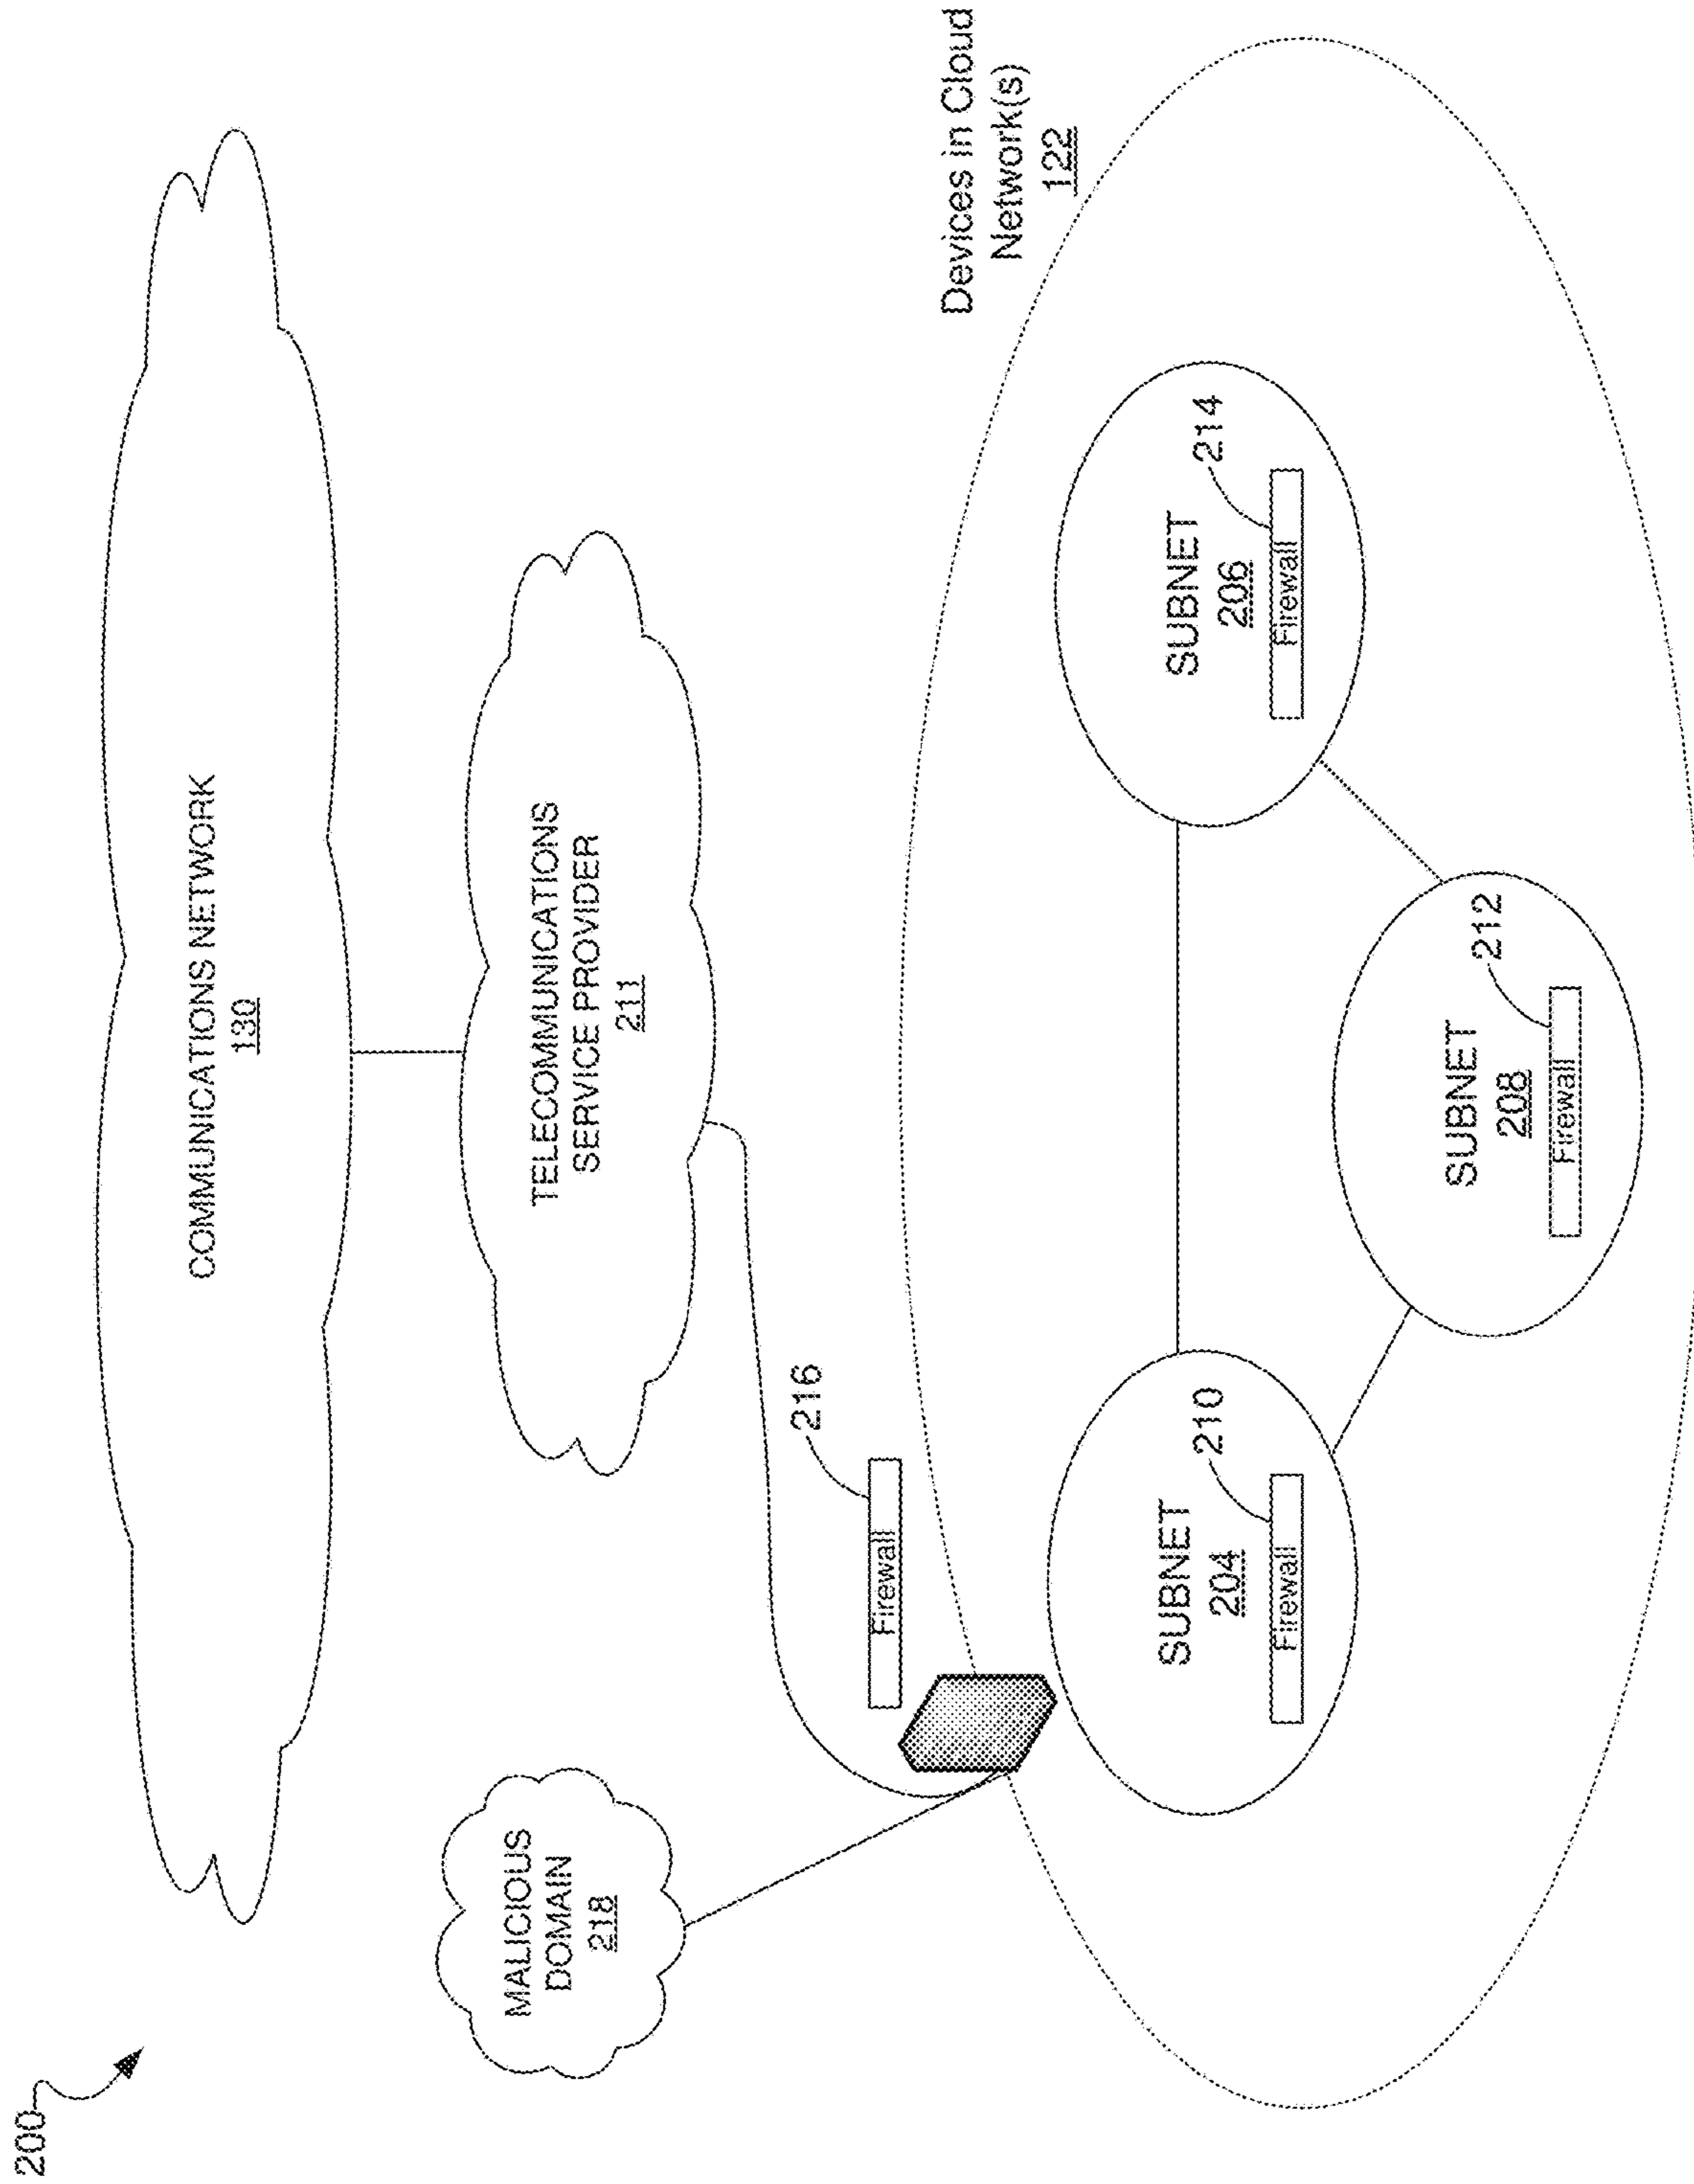 200
COMMUNICATIONS NETWORK
130
TELECOMMUNICATIONS
SERVICE PROVIDER
211
MALICIOUS
DOMAIN
218
216
Firewall
Devices in Cloud
Network(s)
122
SUBNET
204
210
Firewall
SUBNET
206
214
Firewall
SUBNET
208
212
Firewall